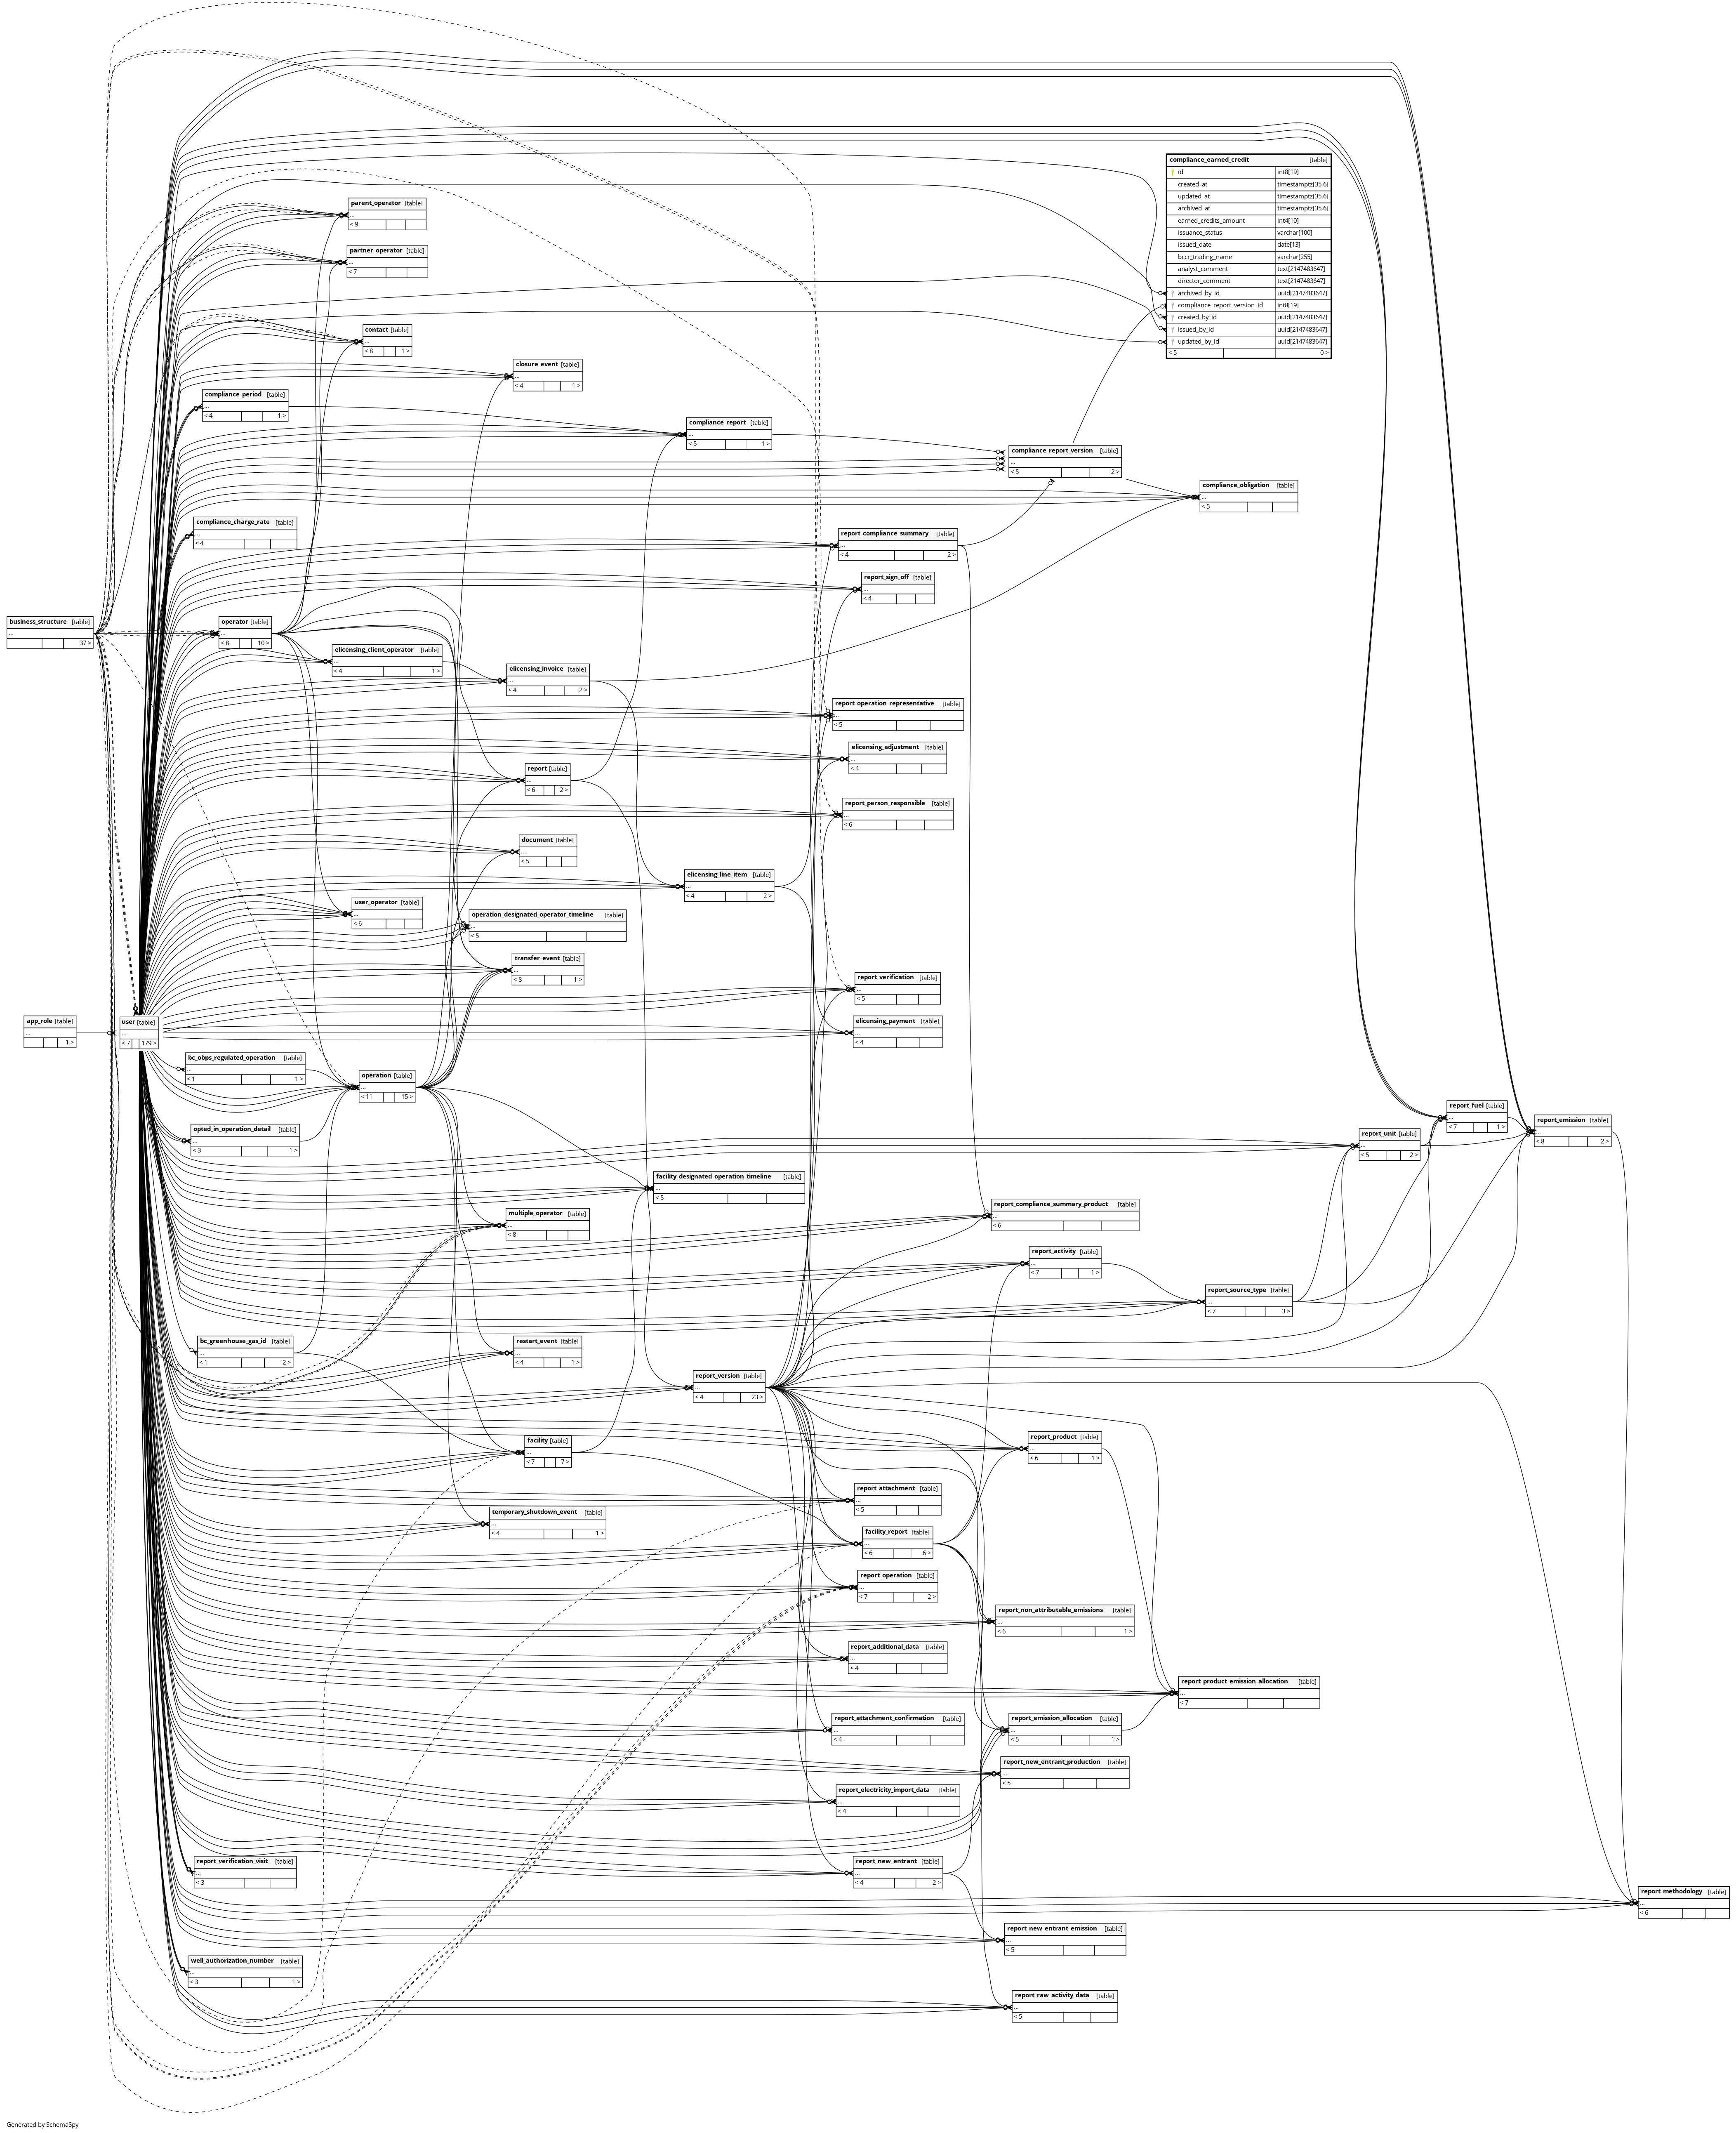 compliance_earned_credit [table]
id int8[19]
created_at timestamptz[35,6]
updated_at timestamptz[35,6]
archived_at timestamptz[35,6]
earned_credits_amount int4[10]
issuance_status varchar[100]
issued_date date[13]
bccr_trading_name varchar[255]
analyst_comment text[2147483647]
director_comment text[2147483647]
archived_by_id uuid[2147483647]
compliance_report_version_id int8[19]
created_by_id uuid[2147483647]
issued_by_id uuid[2147483647]
updated_by_id uuid[2147483647]
< 5 0 >
parent_operator [table]
...
< 9
partner_operator [table]
...
< 7
contact [table]
...
< 8 1 >
closure_event [table]
...
< 4 1 >
compliance_period [table]
...
< 4 1 >
compliance_report [table]
...
< 5 1 >
compliance_report_version [table]
...
< 5 2 >
compliance_obligation [table]
...
< 5
compliance_charge_rate [table]
...
< 4
report_compliance_summary [table]
...
< 4 2 >
report_sign_off [table]
...
< 4
business_structure [table]
...
37 >
operator [table]
...
< 8 10 >
elicensing_client_operator [table]
...
< 4 1 >
elicensing_invoice [table]
...
< 4 2 >
report_operation_representative [table]
...
< 5
elicensing_adjustment [table]
...
< 4
report [table]
...
< 6 2 >
report_person_responsible [table]
...
< 6
document [table]
...
< 5
elicensing_line_item [table]
...
< 4 2 >
user_operator [table]
...
< 6
operation_designated_operator_timeline [table]
...
< 5
transfer_event [table]
...
< 8 1 >
report_verification [table]
...
< 5
app_role [table]
...
1 >
user [table]
...
< 7 179 >
elicensing_payment [table]
...
< 4
bc_obps_regulated_operation [table]
...
< 1 1 >
operation [table]
...
< 11 15 >
report_fuel [table]
...
< 7 1 >
report_emission [table]
...
< 8 2 >
opted_in_operation_detail [table]
...
< 3 1 >
report_unit [table]
...
< 5 2 >
facility_designated_operation_timeline [table]
...
< 5
report_compliance_summary_product [table]
...
< 6
multiple_operator [table]
...
< 8
report_activity [table]
...
< 7 1 >
report_source_type [table]
...
< 7 3 >
bc_greenhouse_gas_id [table]
...
< 1 2 >
restart_event [table]
...
< 4 1 >
report_version [table]
...
< 4 23 >
facility [table]
...
< 7 7 >
report_product [table]
...
< 6 1 >
report_attachment [table]
...
< 5
temporary_shutdown_event [table]
...
< 4 1 >
facility_report [table]
...
< 6 6 >
report_operation [table]
...
< 7 2 >
report_non_attributable_emissions [table]
...
< 6 1 >
report_additional_data [table]
...
< 4
report_product_emission_allocation [table]
...
< 7
report_attachment_confirmation [table]
...
< 4
report_emission_allocation [table]
...
< 5 1 >
report_new_entrant_production [table]
...
< 5
report_electricity_import_data [table]
...
< 4
report_verification_visit [table]
...
< 3
report_new_entrant [table]
...
< 4 2 >
report_methodology [table]
...
< 6
report_new_entrant_emission [table]
...
< 5
well_authorization_number [table]
...
< 3 1 >
report_raw_activity_data [table]
...
< 5
Generated by SchemaSpy